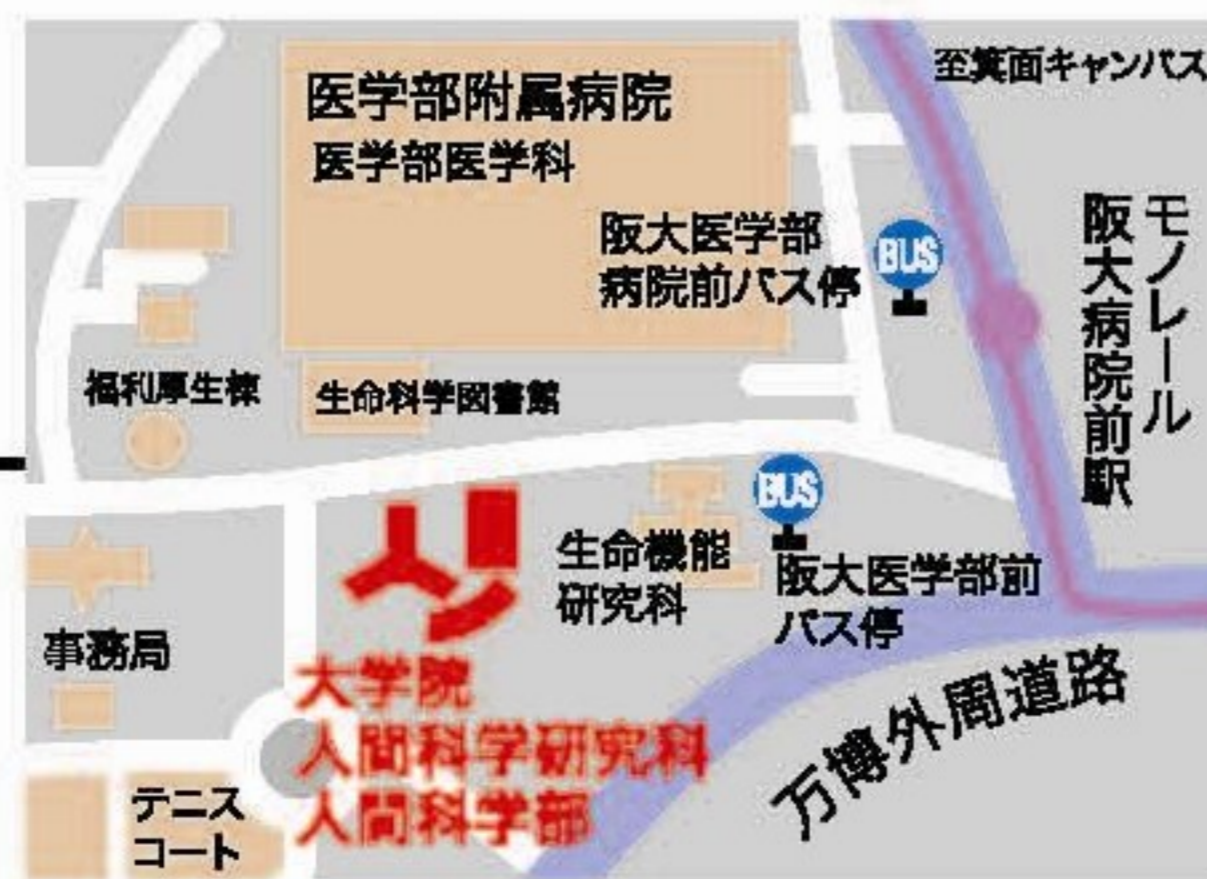 至箕面キャンパス
医学部附属病院
医学部医学科
阪大医学部
病院前バス停
BUS
モノレール
阪大病院前駅
福利厚生棟
生命科学図書館
BUS
生命機能
研究科
阪大医学部前
バス停
事務局
大学院
人間科学研究科
人間科学部
万博外周道路
テニス
コート